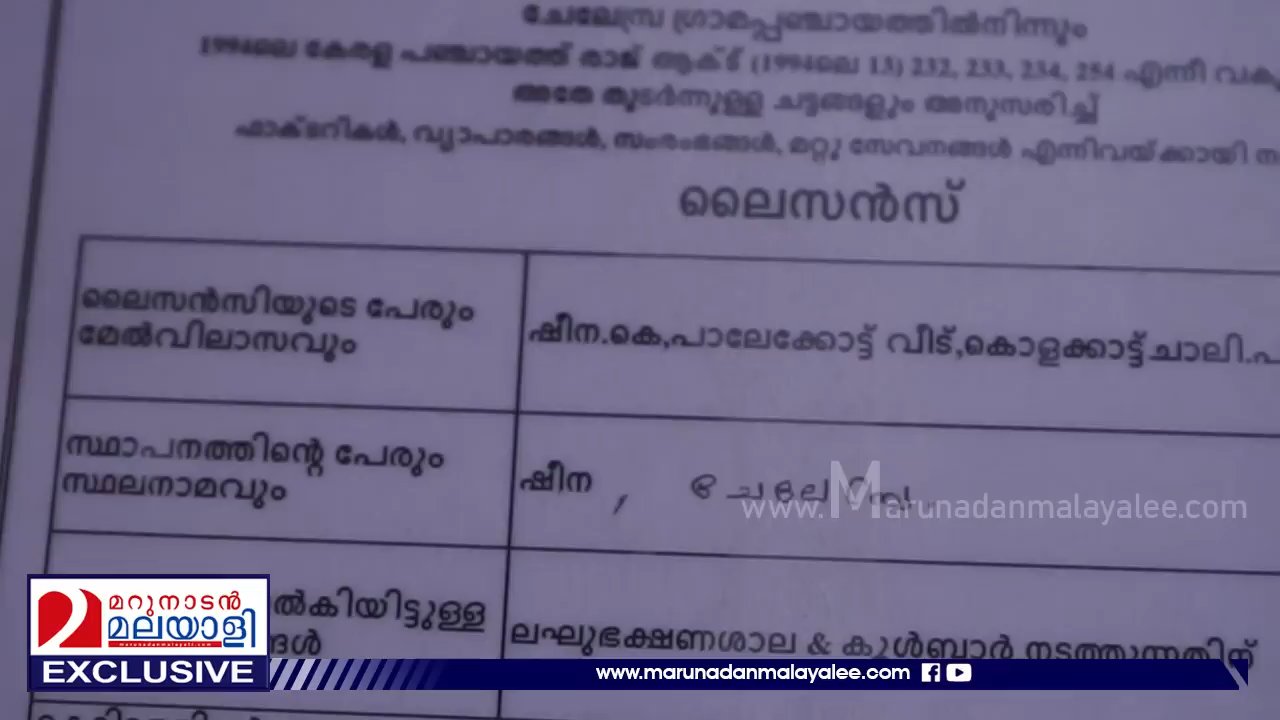 ചേലേമ്പ്ര ഗ്രാമപ്പഞ്ചായത്തിൽനിന്നും
1994ലെ കേരള പഞ്ചായത്ത് രാജ് ആക്ട് (1994ലെ 13) 232, 233, 234, 254 എന്നീ
അതേ തുടർന്നുള്ള ചട്ടങ്ങളും അനുസരിച്ച്
ഫാക്ടറികൾ, വ്യാപാരങ്ങൾ, സംരംഭങ്ങൾ, മറ്റു സേവനങ്ങൾ എന്നിവയ്ക്കായി
ലൈസൻസ്
ലൈസൻസിയുടെ പേരും
മേൽവിലാസവും
ഷീന.കെ,പാലേക്കോട്ട് വീട്,കൊളക്കാട്ട്ചാലി.
സ്ഥാപനത്തിന്റെ പേരും
സ്ഥലനാമവും
ഷീന , ചേലേമ്പ്ര.
www.Marunadanmalayalee.com
ൽകിയിട്ടുള്ള
ങൾ
ലഘുഭക്ഷണശാല & കൂൾബാർ നടത്തുന്നതിന്
മറുനാടൻ
മലയാളി
marunadanmalayali.com
EXCLUSIVE
www.marunadanmalayalee.com